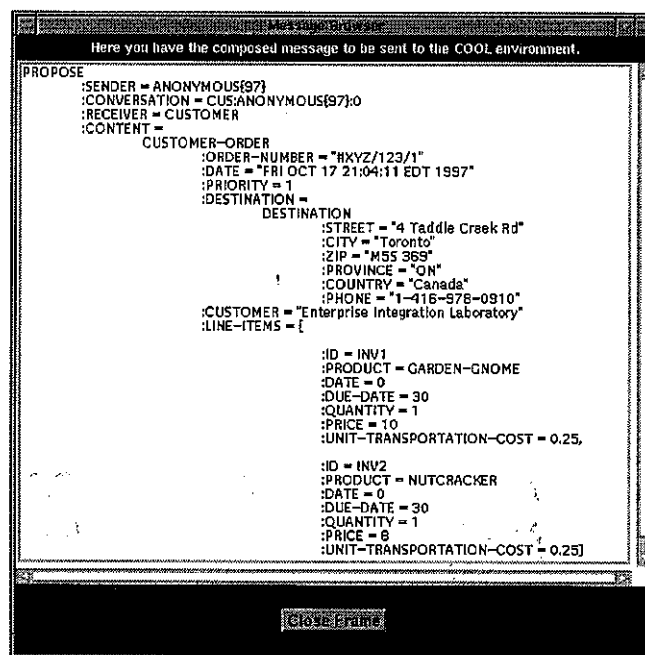 Message Browser
Here you have the composed message to be sent to the COOL environment.
PROPOSE
:SENDER = ANONYMOUS{97}
:CONVERSATION = CUS:ANONYMOUS{97}:0
:RECEIVER = CUSTOMER
:CONTENT =
CUSTOMER-ORDER
:ORDER-NUMBER = "#XYZ/123/1"
:DATE = "FRI OCT 17 21:04:11 EDT 1997"
:PRIORITY = 1
:DESTINATION =
DESTINATION
:STREET = "4 Taddle Creek Rd"
:CITY = "Toronto"
:ZIP = "M5S 3G9"
:PROVINCE = "ON"
:COUNTRY = "Canada"
:PHONE = "1-416-978-0910"
:CUSTOMER = "Enterprise Integration Laboratory"
:LINE-ITEMS = [
:ID = INV1
:PRODUCT = GARDEN-GNOME
:DATE = 0
:DUE-DATE = 30
:QUANTITY = 1
:PRICE = 10
:UNIT-TRANSPORTATION-COST = 0.25,
:ID = INV2
:PRODUCT = NUTCRACKER
:DATE = 0
:DUE-DATE = 30
:QUANTITY = 1
:PRICE = 8
:UNIT-TRANSPORTATION-COST = 0.25]
Close Frame